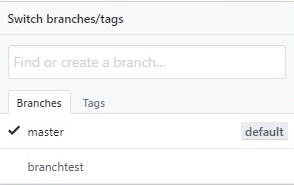 Switch branches/tags
Find or create a branch...
Branches Tags
master default
branchtest